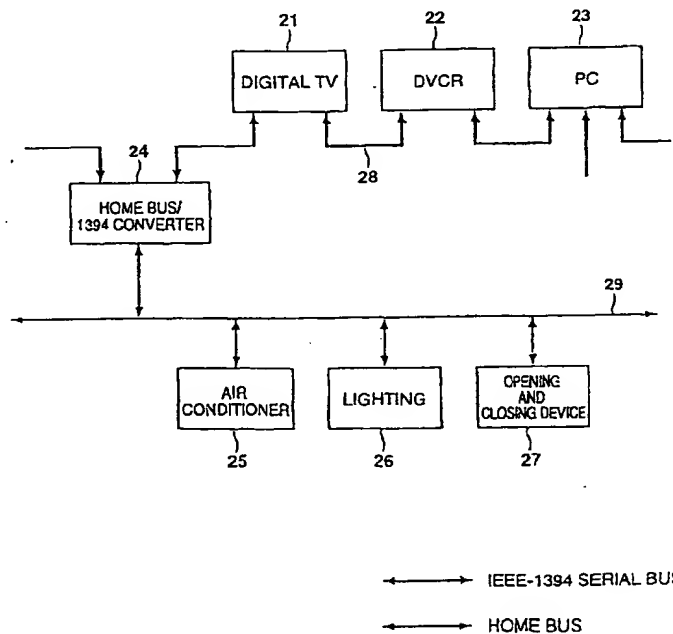 21
22
23
DIGITAL TV
DVCR
PC
24
28
HOME BUS/
1394 CONVERTER
29
AIR
CONDITIONER
LIGHTING
OPENING
AND
CLOSING DEVICE
25
26
27
IEEE-1394 SERIAL BUS
HOME BUS